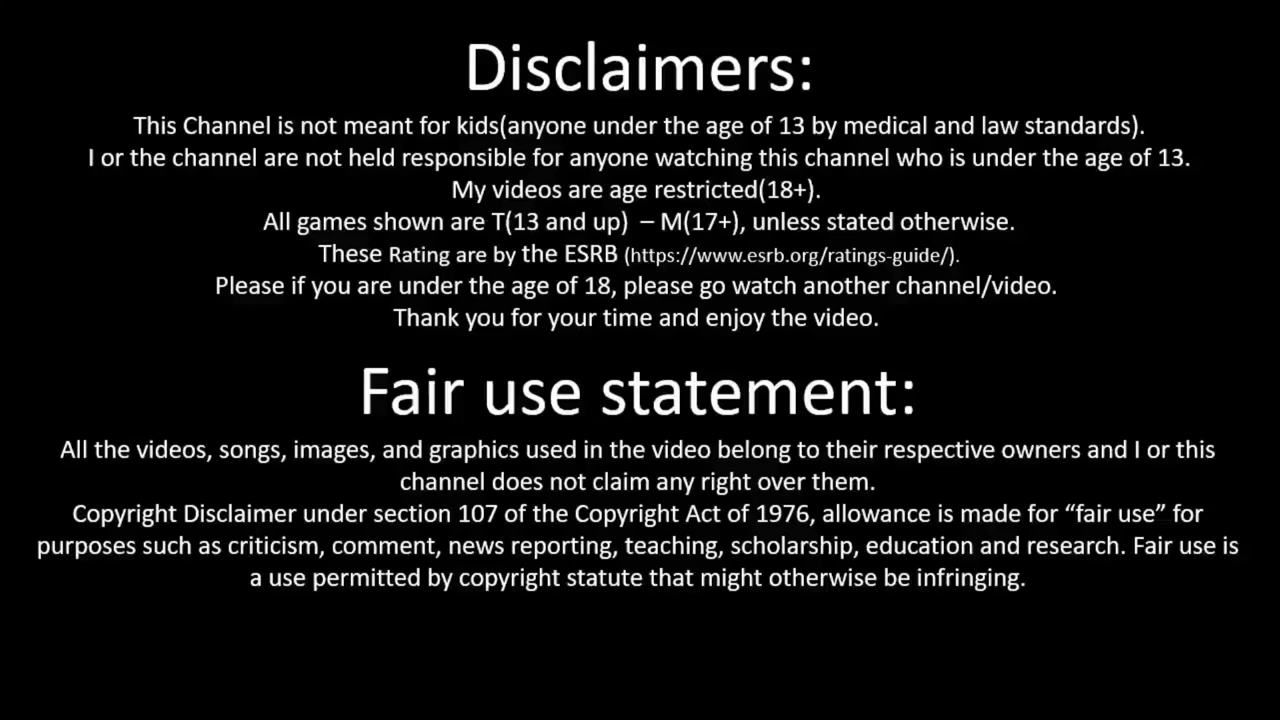 Disclaimers:
This Channel is not meant for kids(anyone under the age of 13 by medical and law standards).
I or the channel are not held responsible for anyone watching this channel who is under the age of 13.
My videos are age restricted(18+).
All games shown are T(13 and up) – M(17+), unless stated otherwise.
These Rating are by the ESRB (https://www.esrb.org/ratings-guide/).
Please if you are under the age of 18, please go watch another channel/video.
Thank you for your time and enjoy the video.
Fair use statement:
All the videos, songs, images, and graphics used in the video belong to their respective owners and I or this
channel does not claim any right over them.
Copyright Disclaimer under section 107 of the Copyright Act of 1976, allowance is made for “fair use” for
purposes such as criticism, comment, news reporting, teaching, scholarship, education and research. Fair use is
a use permitted by copyright statute that might otherwise be infringing.